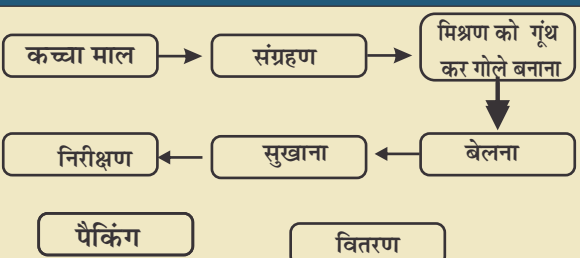 कच्चा माल
संग्रहण
मिश्रण को गूंथ
कर गोले बनाना
बेलना
सुखाना
निरीक्षण
पैकिंग
वितरण